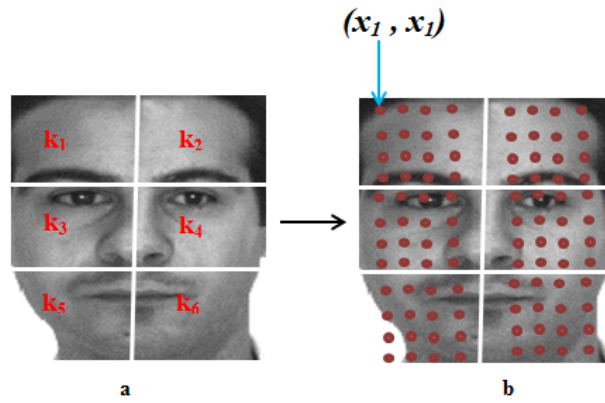 (x₁ , x₁)
k₁ k₂
k₃ k₄
k₅ k₆
a b